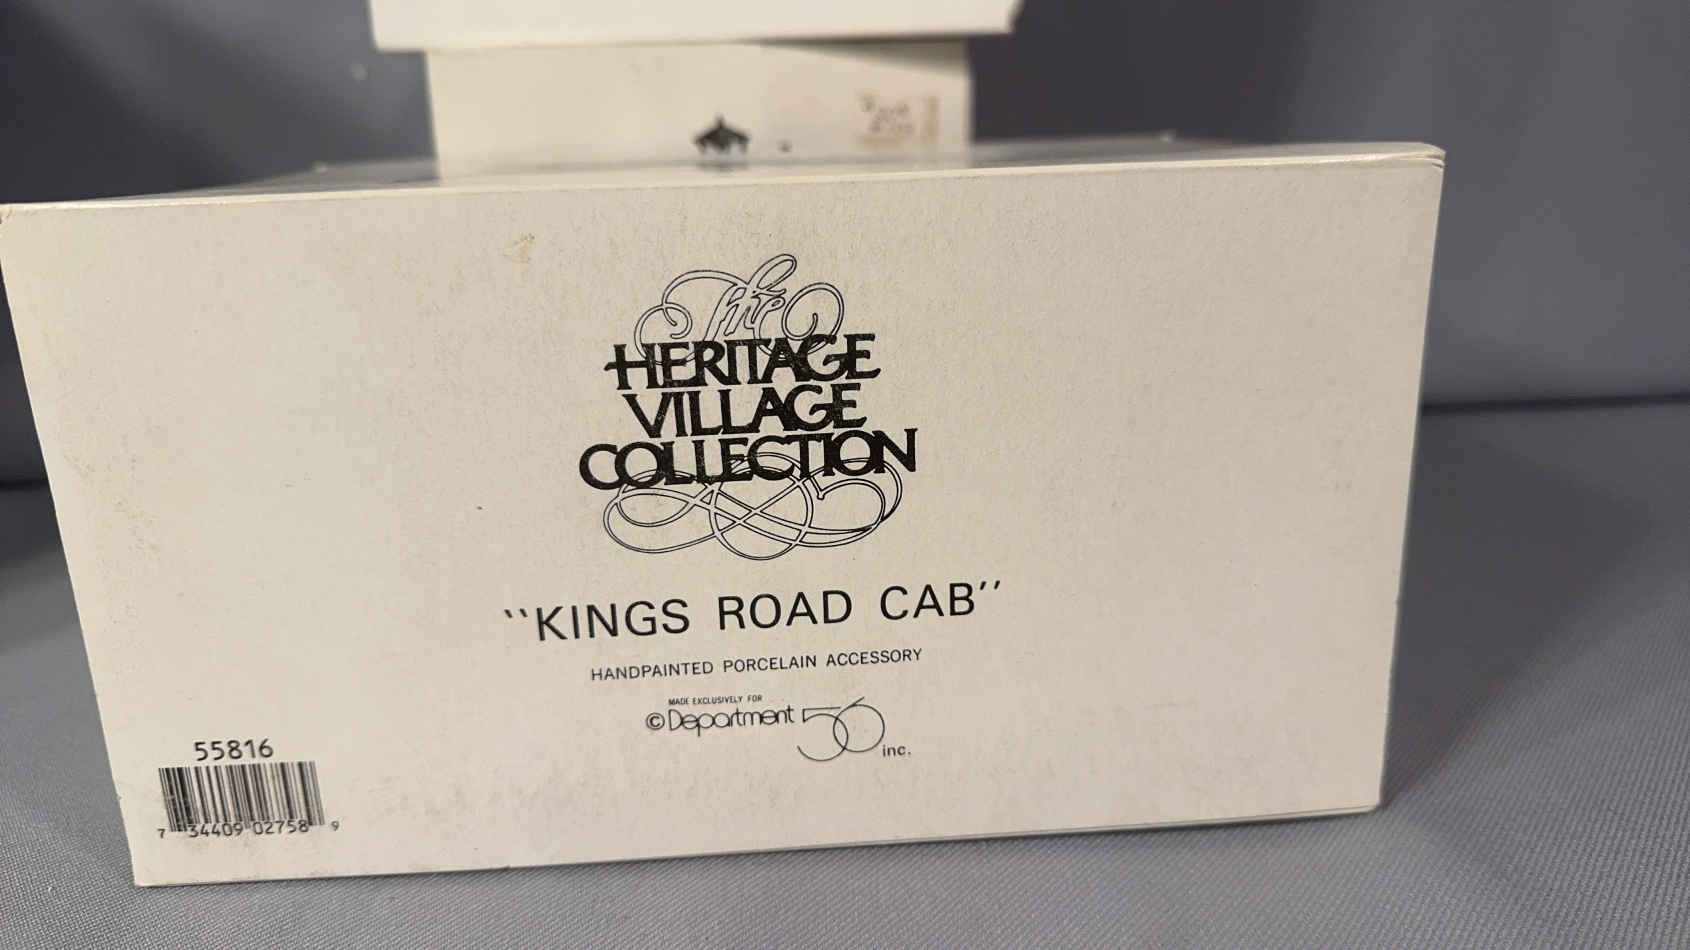 The
HERITAGE
VILLAGE
COLLECTION
"KINGS ROAD CAB"
HANDPAINTED PORCELAIN ACCESSORY
MADE EXCLUSIVELY FOR
©Department 56 inc.
55816
7 34409 02758 9